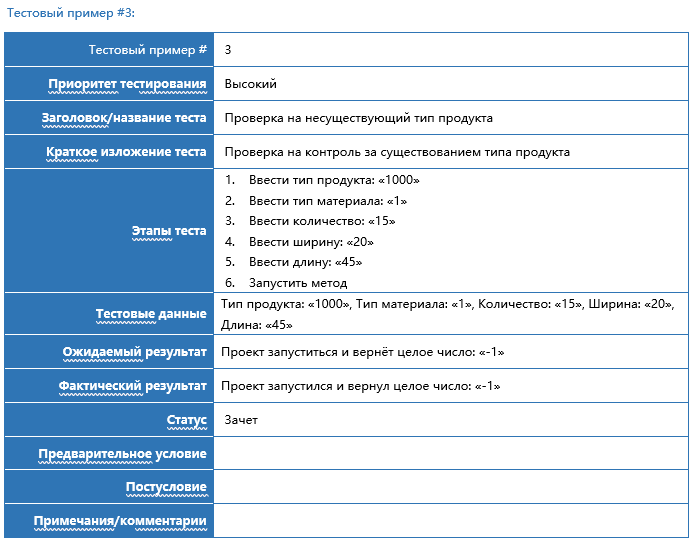 Тестовый пример #3:
Тестовый пример # 3
Приоритет тестирования Высокий
Заголовок/название теста Проверка на несуществующий тип продукта
Краткое изложение теста Проверка на контроль за существованием типа продукта
Этапы теста
1. Ввести тип продукта: «1000»
2. Ввести тип материала: «1»
3. Ввести количество: «15»
4. Ввести ширину: «20»
5. Ввести длину: «45»
6. Запустить метод
Тестовые данные
Тип продукта: «1000», Тип материала: «1», Количество: «15», Ширина: «20»,
Длина: «45»
Ожидаемый результат Проект запуститься и вернёт целое число: «-1»
Фактический результат Проект запустился и вернул целое число: «-1»
Статус Зачет
Предварительное условие
Постусловие
Примечания/комментарии